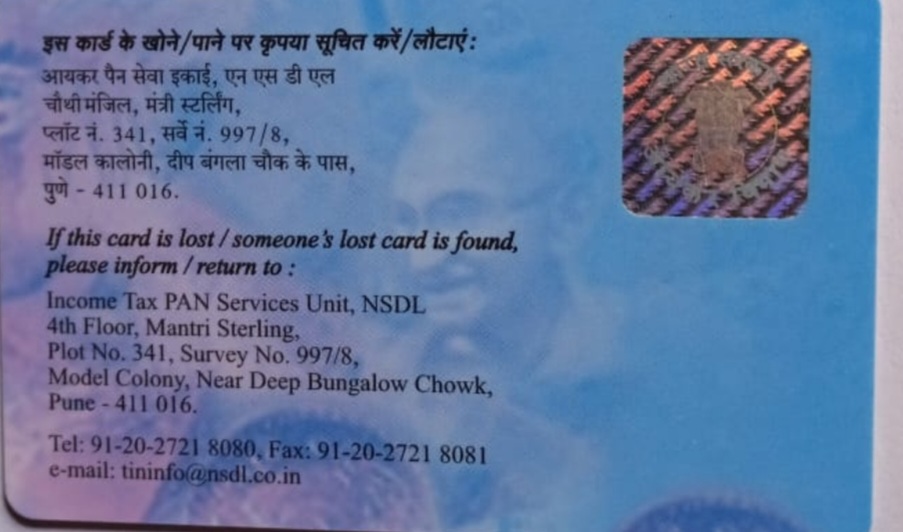 इस कार्ड के खोने/पाने पर कृपया सूचित करें/लौटाएं:
आयकर पैन सेवा इकाई, एन एस डी एल
चौथी मंजिल, मंत्री स्टर्लिंग,
प्लॉट नं. 341, सर्वे नं. 997/8,
मॉडल कालोनी, दीप बंगला चौक के पास,
पुणे - 411 016.
If this card is lost / someone's lost card is found,
please inform / return to :
Income Tax PAN Services Unit, NSDL
4th Floor, Mantri Sterling,
Plot No. 341, Survey No. 997/8,
Model Colony, Near Deep Bungalow Chowk,
Pune - 411 016.
Tel: 91-20-2721 8080, Fax: 91-20-2721 8081
e-mail: tininfo@nsdl.co.in